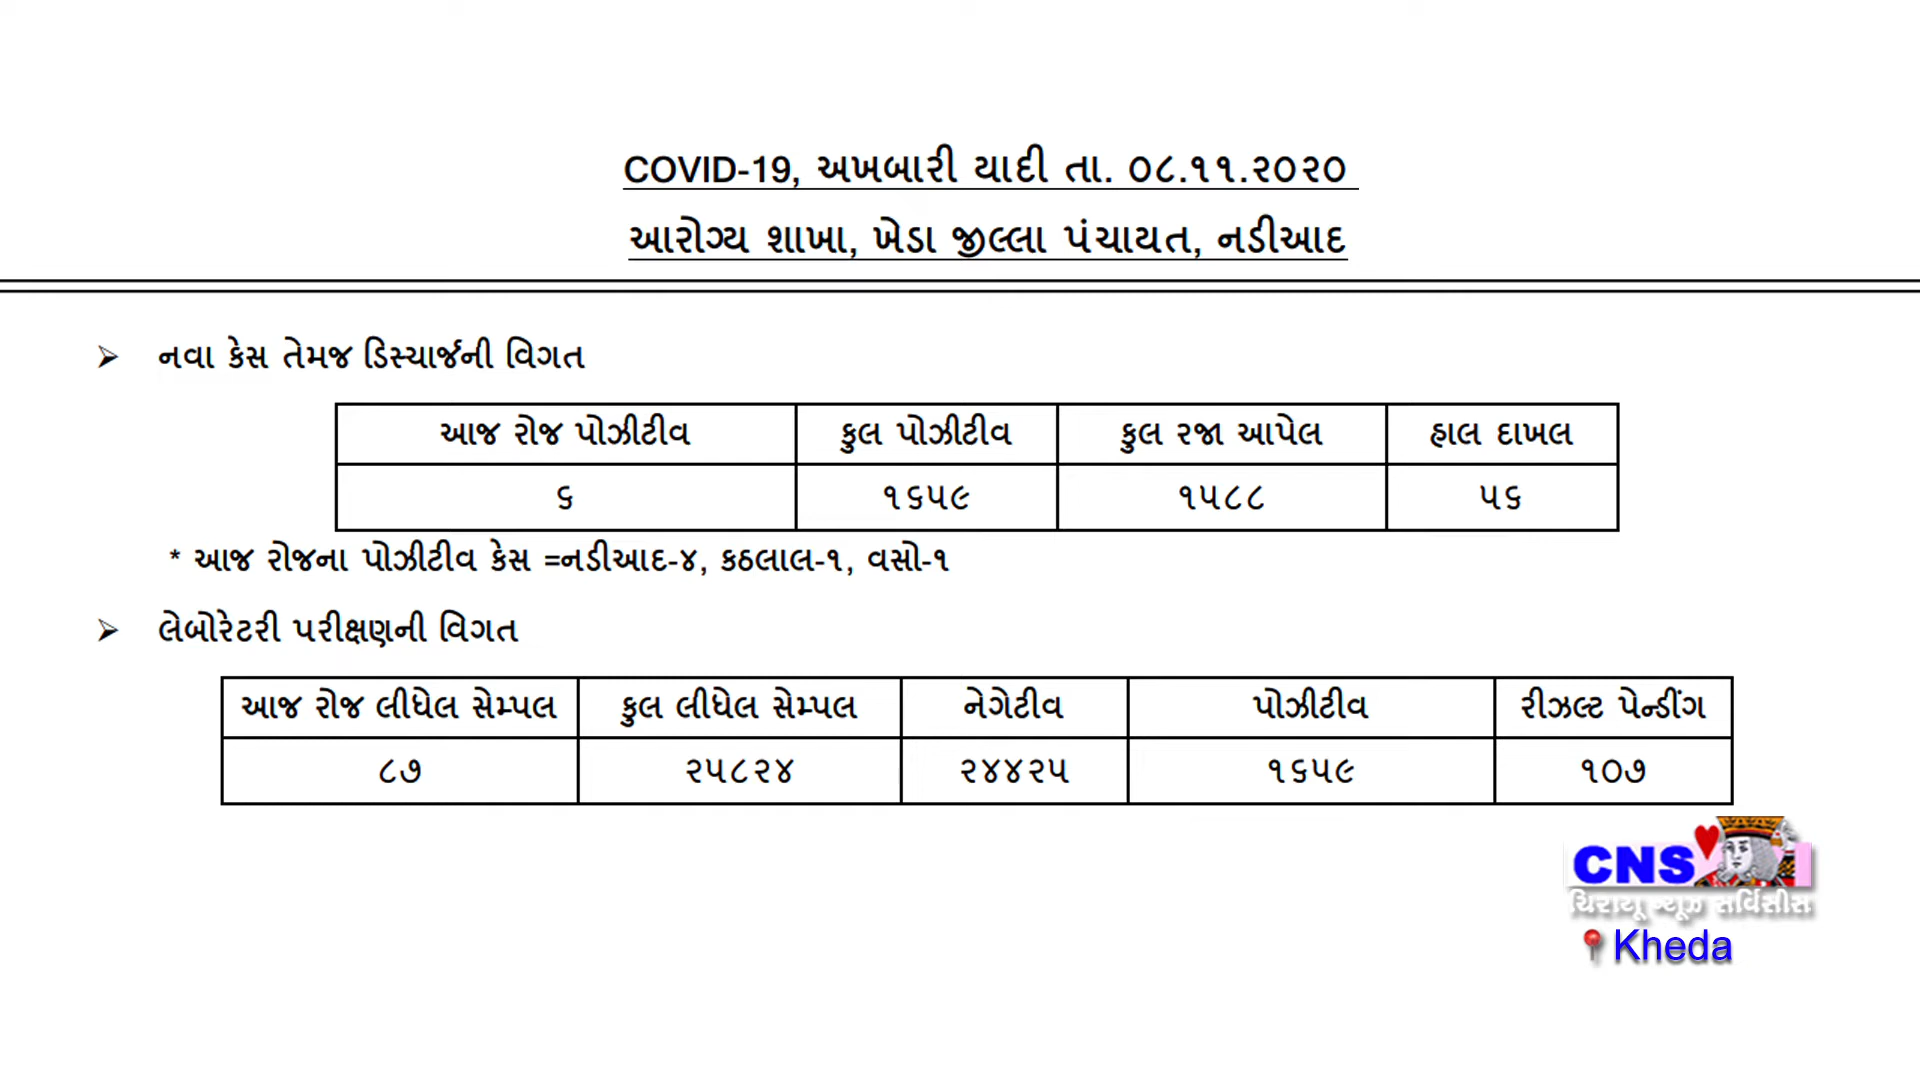 COVID-19, અખબારી યાદી તા. ૦૮.૧૧.૨૦૨૦
આરોગ્ય શાખા, ખેડા જીલ્લા પંચાયત, નડીઆદ
➢ નવા કેસ તેમજ ડિસ્ચાર્જની વિગત
આજ રોજ પોઝીટીવ કુલ પોઝીટીવ કુલ રજા આપેલ હાલ દાખલ
૬ ૧૬૫૯ ૧૫૮૮ ૫૬
* આજ રોજના પોઝીટીવ કેસ =નડીઆદ-૪, કઠલાલ-૧, વસો-૧
➢ લેબોરેટરી પરીક્ષણની વિગત
આજ રોજ લીધેલ સેમ્પલ કુલ લીધેલ સેમ્પલ નેગેટીવ પોઝીટીવ રીઝલ્ટ પેન્ડીંગ
૮૭ ૨૫૮૨૪ ૨૪૪૨૫ ૧૬૫૯ ૧૦૭
CNS
ચિરાયૂ ન્યૂઝ સર્વિસીસ
Kheda